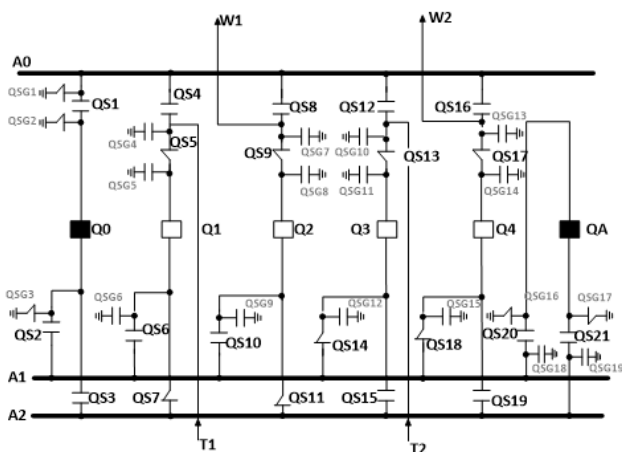 W1 W2
A0
QSG1 QS1 QS4 QS8 QS12 QS16
QSG2 QSG4 QS5 QSG7 QSG10 QSG13
QS9 QS13 QS17
QSG5 QSG8 QSG11 QSG14
Q0 Q1 Q2 Q3 Q4 QA
QSG3 QSG6 QSG9 QSG12 QSG15 QSG16 QSG17
QS2 QS6 QS10 QS14 QS18 QS20 QS21
QSG18 QSG19
A1
QS3 QS7 QS11 QS15 QS19
A2
T1 T2